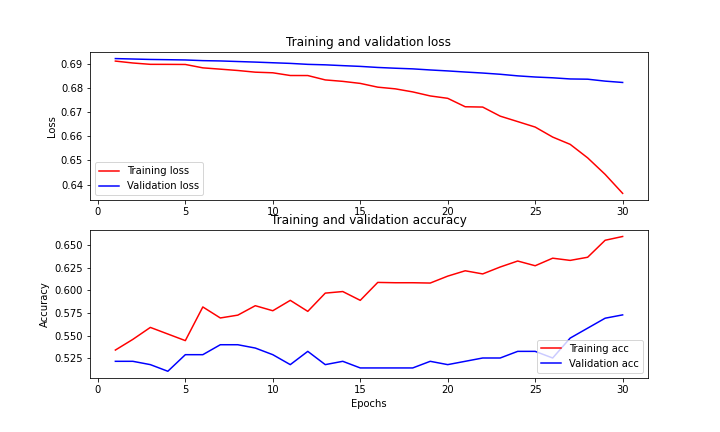 Training and validation loss
0.69
0.68
0.67
0.66
0.65
0.64
Loss
Training loss
Validation loss
0 5 10 15 20 25 30
Training and validation accuracy
0.650
0.625
0.600
0.575
0.550
0.525
Accuracy
Training acc
Validation acc
0 5 10 15 20 25 30
Epochs